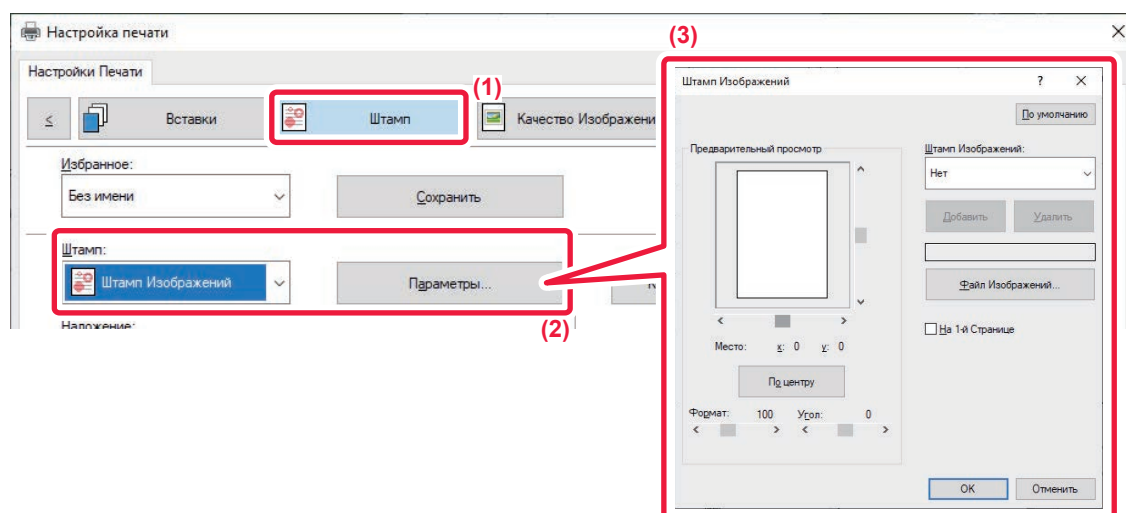 Настройка печати
Настройки Печати
(1)
<
Вставки
Штамп
Качество Изображени
Избранное:
Без имени
Сохранить
Штамп:
Штамп Изображений
Параметры...
(2)
Наложение:
(3)
Штамп Изображений
?
По умолчанию
Предварительный просмотр
Штамп Изображений:
Нет
Добавить
Удалить
Файл Изображений...
На 1-й Странице
Место: x: 0 y: 0
По центру
Формат: 100 Угол: 0
OK
Отменить